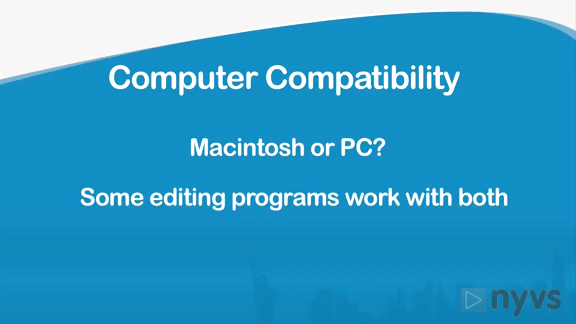 Computer Compatibility
Macintosh or PC?
Some editing programs work with both
nyvs